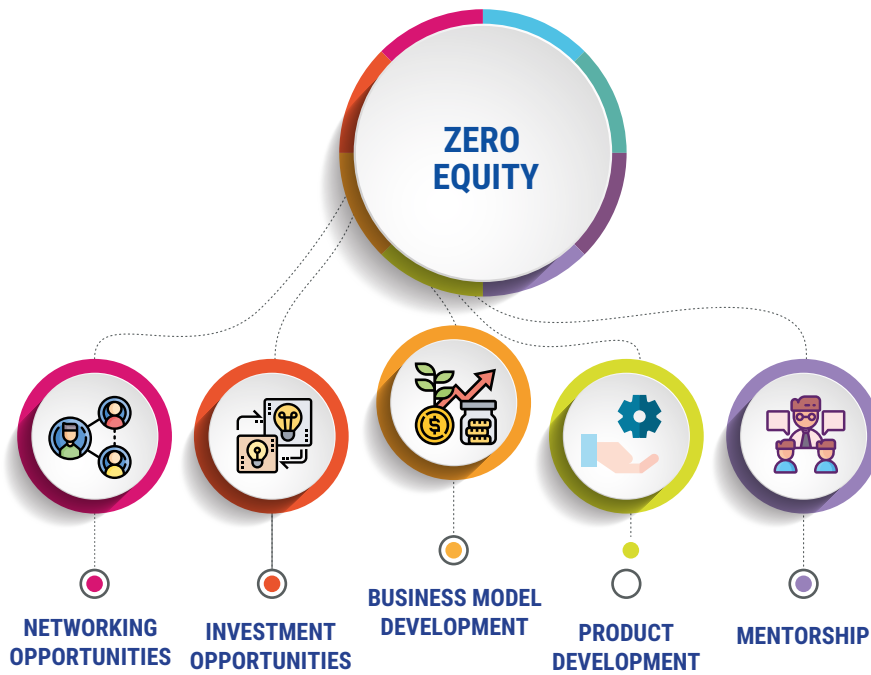 ZERO
EQUITY
NETWORKING
OPPORTUNITIES
INVESTMENT
OPPORTUNITIES
BUSINESS MODEL
DEVELOPMENT
PRODUCT
DEVELOPMENT
MENTORSHIP